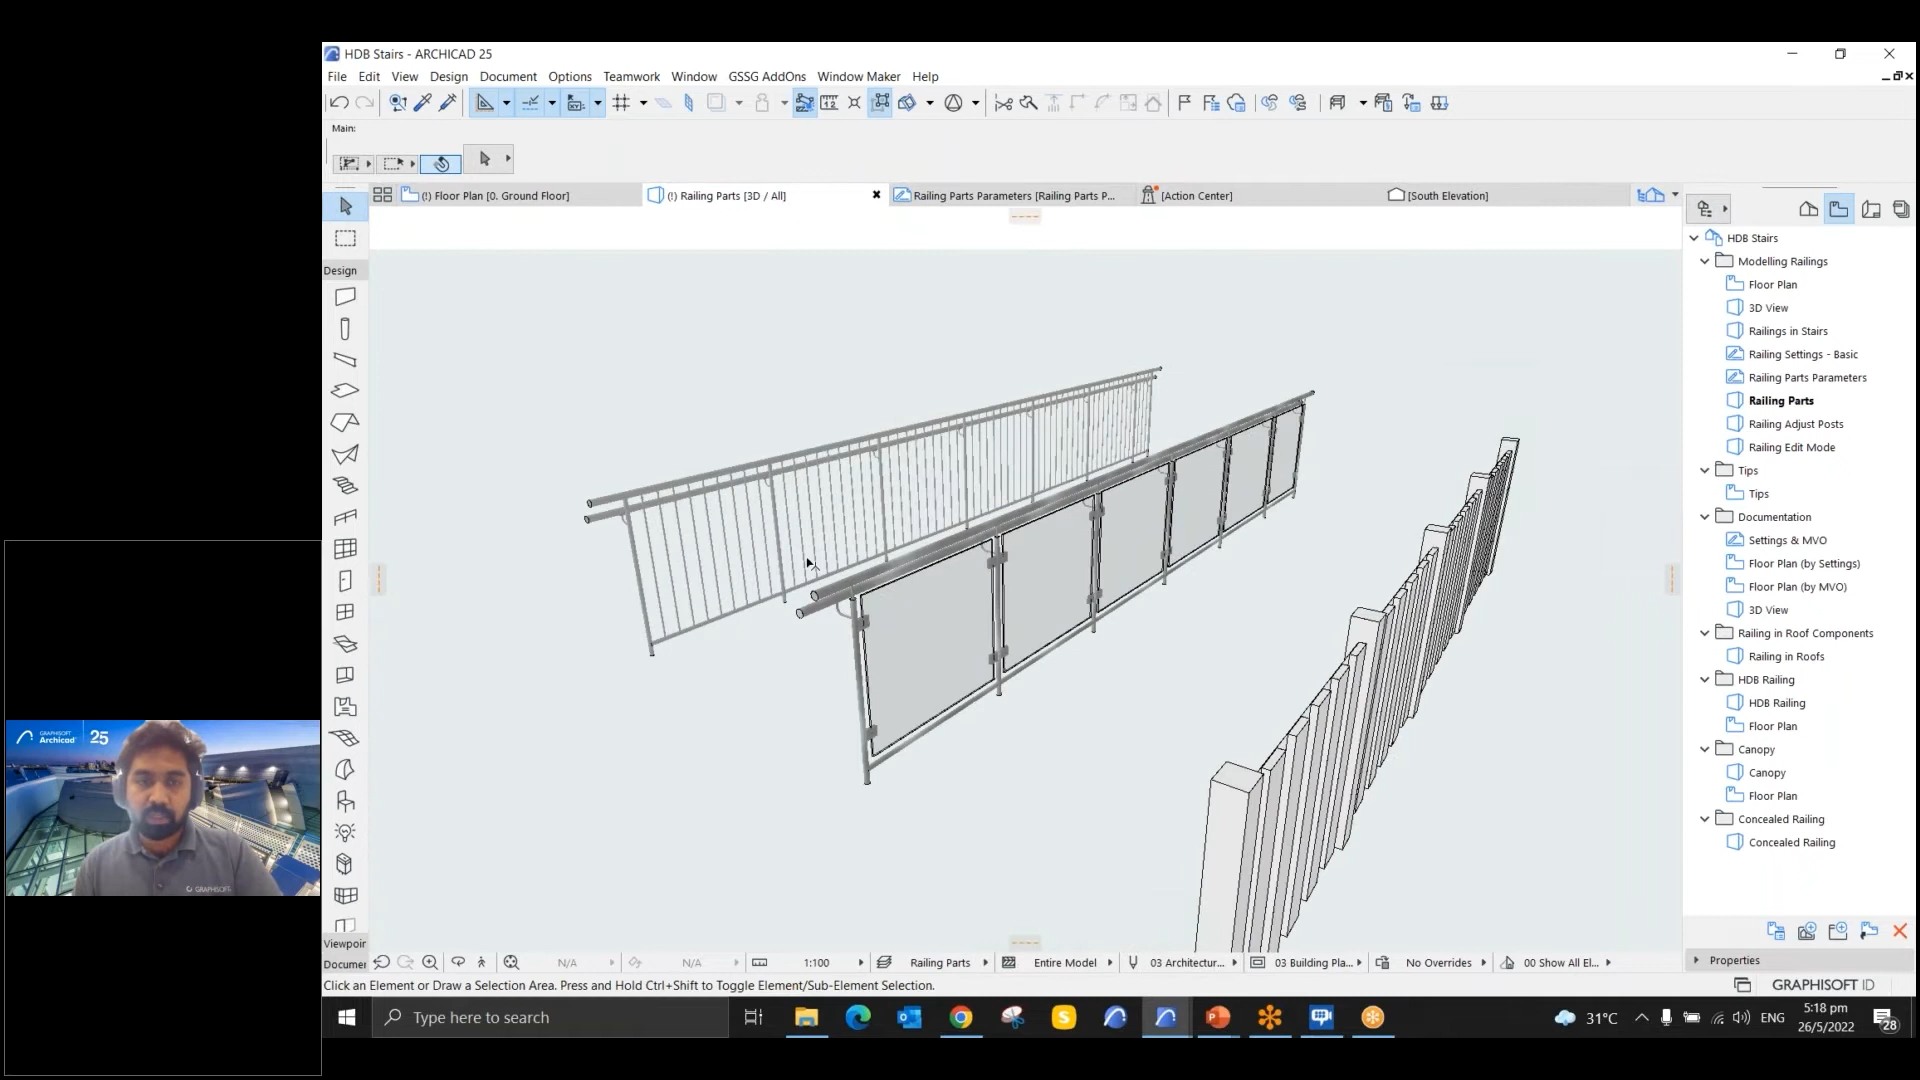 HDB Stairs - ARCHICAD 25
File Edit View Design Document Options Teamwork Window GSSG AddOns Window Maker Help
Main:
(!) Floor Plan [0. Ground Floor]
(!) Railing Parts [3D / All]
Railing Parts Parameters [Railing Parts P...
[Action Center]
[South Elevation]
Design
Viewpoir
Documer
HDB Stairs
Modelling Railings
Floor Plan
3D View
Railings in Stairs
Railing Settings - Basic
Railing Parts Parameters
Railing Parts
Railing Adjust Posts
Railing Edit Mode
Tips
Tips
Documentation
Settings & MVO
Floor Plan (by Settings)
Floor Plan (by MVO)
3D View
Railing in Roof Components
Railing in Roofs
HDB Railing
HDB Railing
Floor Plan
Canopy
Canopy
Floor Plan
Concealed Railing
Concealed Railing
Properties
GRAPHISOFT
Archicad
25
GRAPHISOFT
N/A
N/A
1:100
Railing Parts
Entire Model
03 Architectur...
03 Building Pla...
No Overrides
00 Show All El...
Click an Element or Draw a Selection Area. Press and Hold Ctrl+Shift to Toggle Element/Sub-Element Selection.
GRAPHISOFT ID
Type here to search
31°C
ENG
5:18 pm
26/5/2022
28